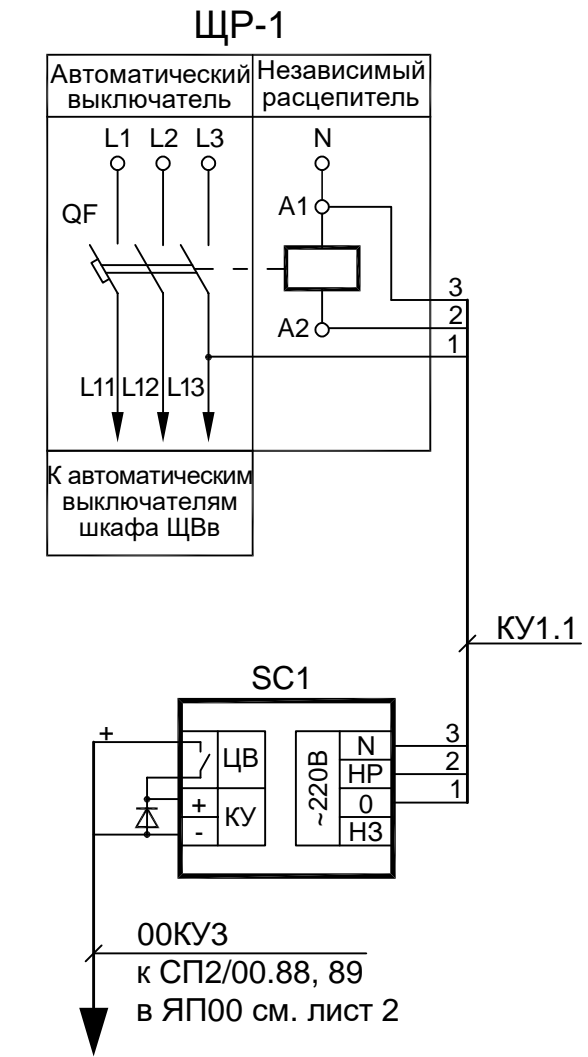 ЩР-1
Автоматический
выключатель
Независимый
расцепитель
L1 L2 L3
N
QF
A1
A2
3
2
1
L11 L12 L13
К автоматическим
выключателям
шкафа ЩВв
КУ1.1
SC1
+
ЦВ
+
-
КУ
~220В
N
НР
0
НЗ
3
2
1
00КУ3
к СП2/00.88, 89
в ЯП00 см. лист 2